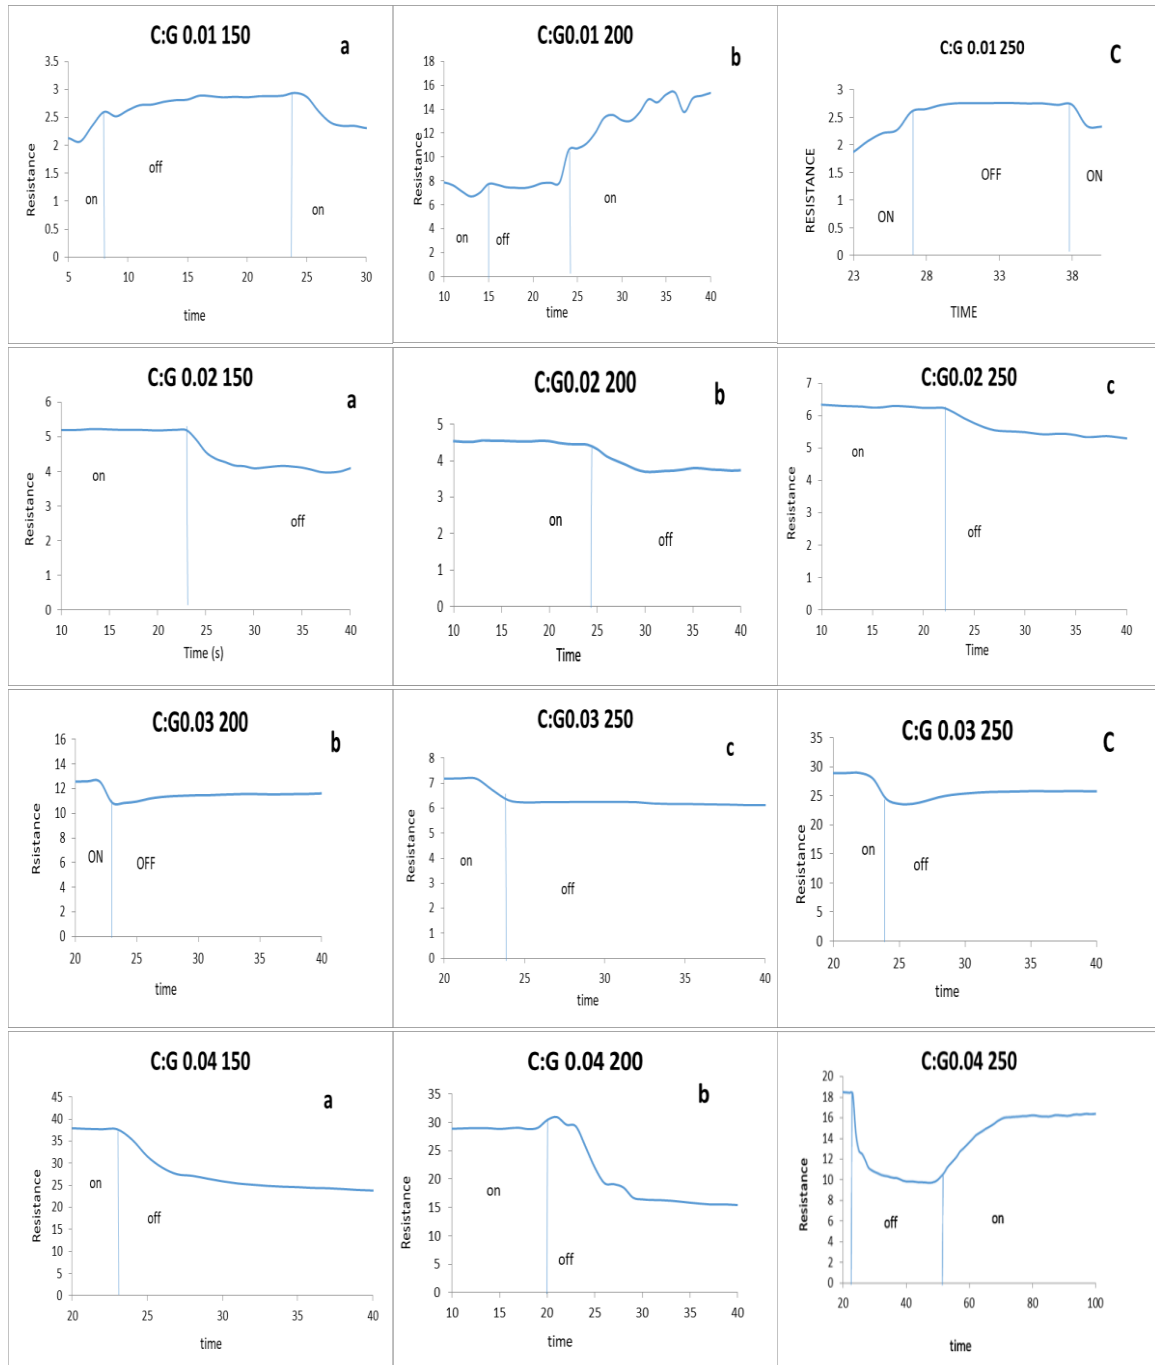 C:G 0.01 150
a
3.5
3
2.5
2
1.5
1
0.5
0
Resistance
on
off
on
5 10 15 20 25 30
time
C:G0.01 200
b
18
16
14
12
10
8
6
4
2
0
Resistance
on
off
on
10 15 20 25 30 35 40
time
C:G 0.01 250
C
3
2.5
2
1.5
1
0.5
0
RESISTANCE
ON
OFF
ON
23 28 33 38
TIME
C:G 0.02 150
a
6
5
4
3
2
1
0
Resistance
on
off
10 15 20 25 30 35 40
Time (s)
C:G0.02 200
b
5
4
3
2
1
0
Resistance
on
off
10 15 20 25 30 35 40
Time
C:G0.02 250
c
7
6
5
4
3
2
1
0
Resistance
on
off
10 15 20 25 30 35 40
Time
C:G0.03 200
b
16
14
12
10
8
6
4
2
0
Rsistance
ON
OFF
20 25 30 35 40
time
C:G0.03 250
c
8
7
6
5
4
3
2
1
0
Resistance
on
off
20 25 30 35 40
time
C:G 0.03 250
C
35
30
25
20
15
10
5
0
Resistance
on
off
20 25 30 35 40
time
C:G 0.04 150
a
45
40
35
30
25
20
15
10
5
0
Resistance
on
off
20 25 30 35 40
time
C:G 0.04 200
b
35
30
25
20
15
10
5
0
Resistance
on
off
10 15 20 25 30 35 40
time
C:G0.04 250
20
18
16
14
12
10
8
6
4
2
0
Resistance
off
on
20 40 60 80 100
time